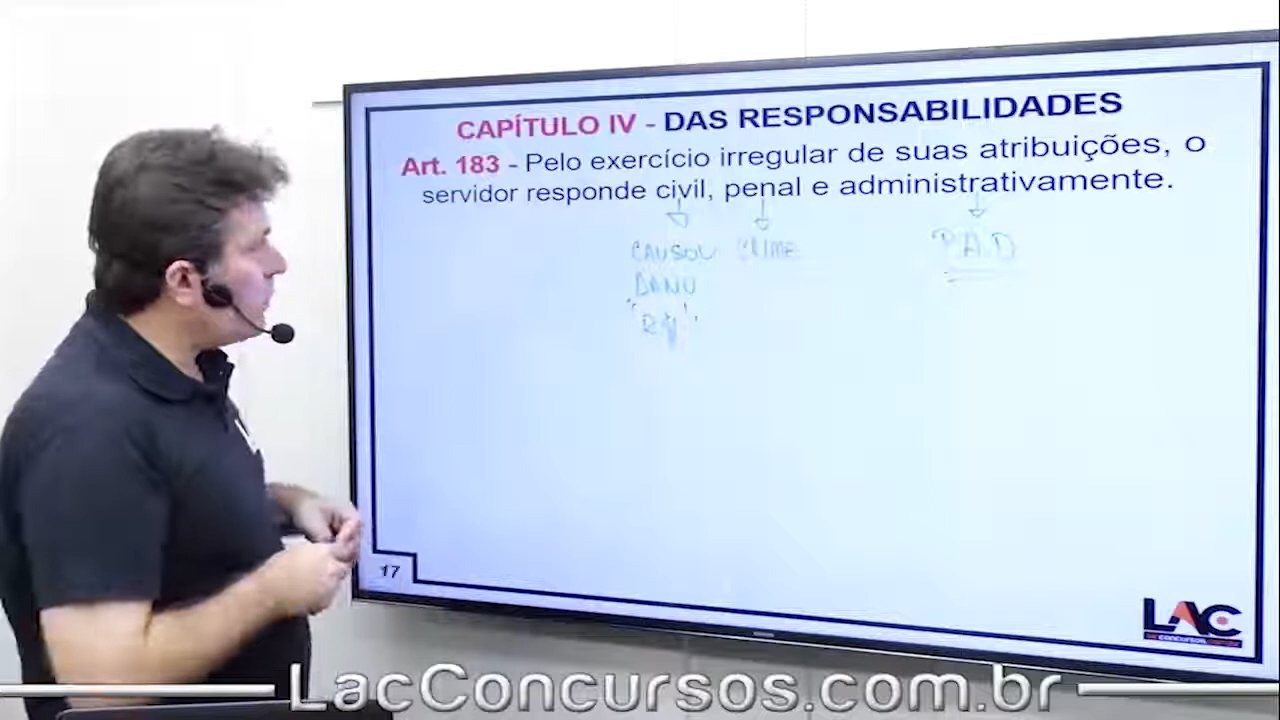 CAPÍTULO IV - DAS RESPONSABILIDADES
Art. 183 - Pelo exercício irregular de suas atribuições, o
servidor responde civil, penal e administrativamente.
CAUSOU CRIME P.A.D
DANO
17
LAC
LacConcursos.com.br